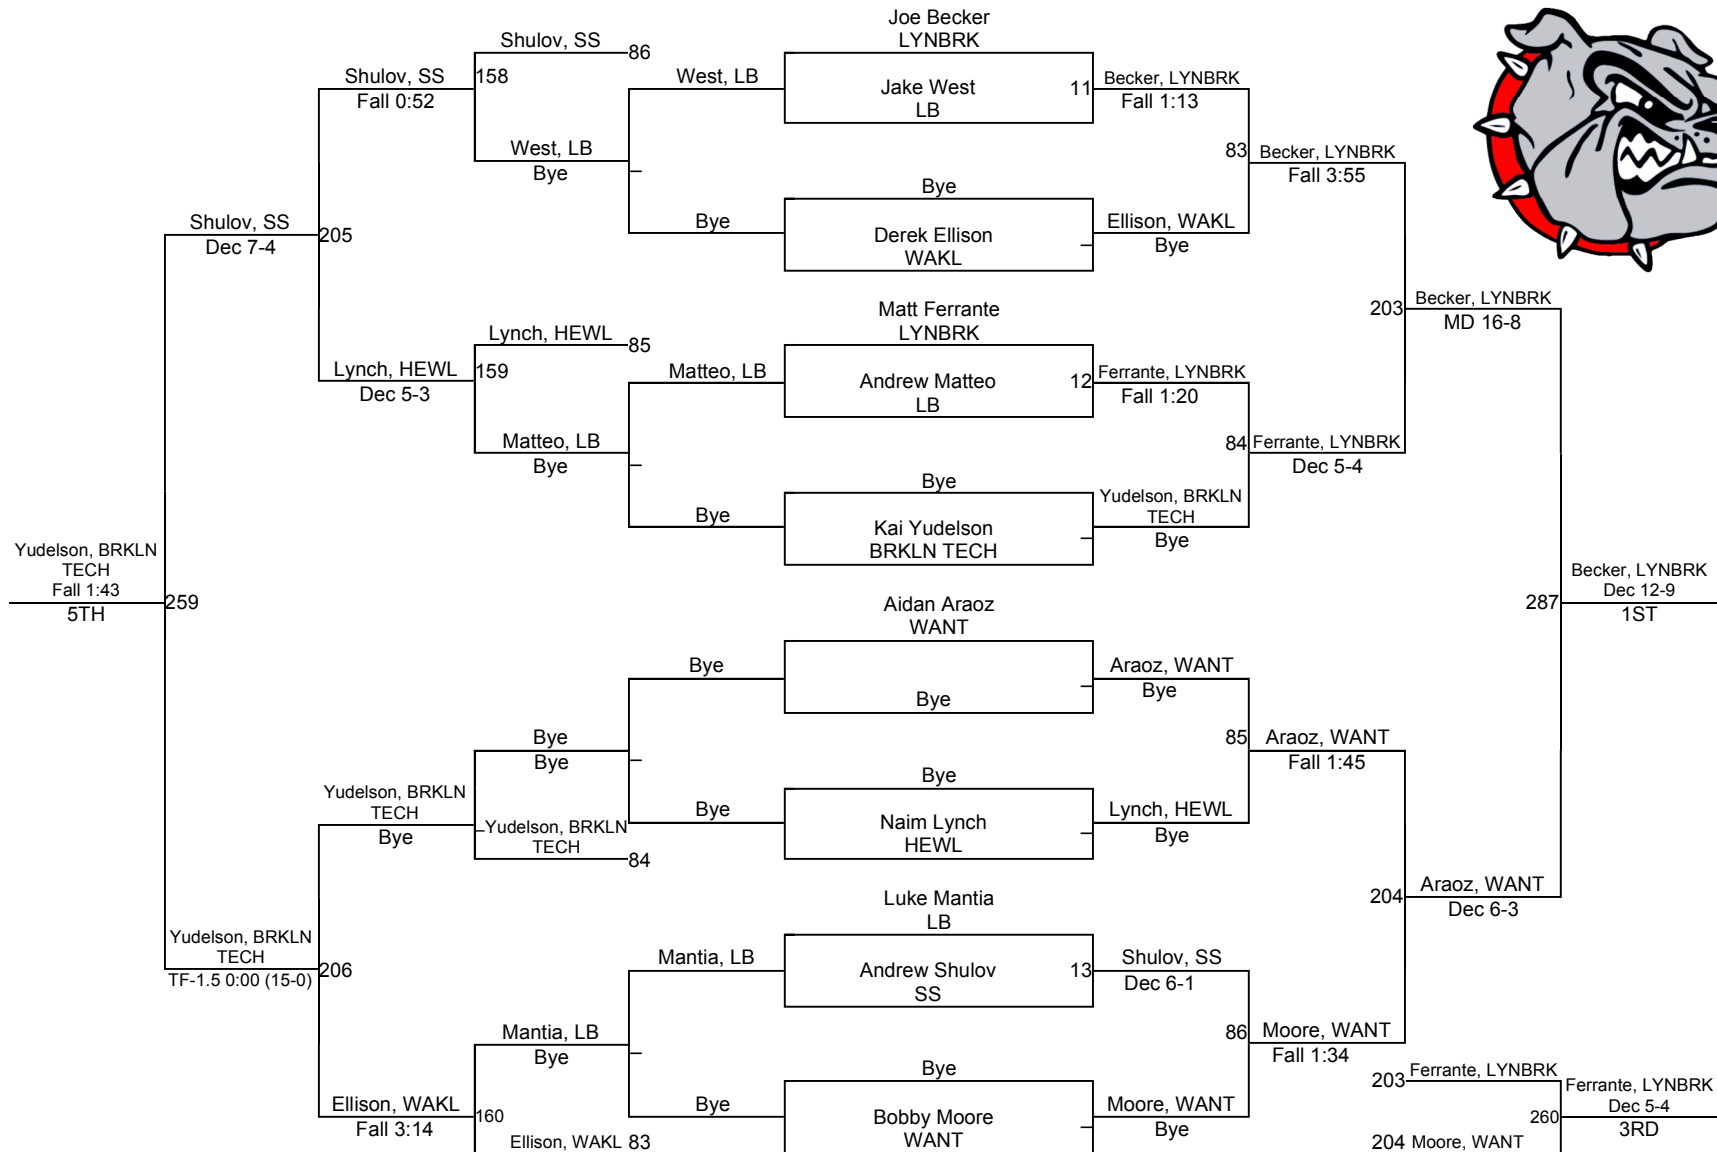 Joe Becker
LYNBRK
Shulov, SS
86
Shulov, SS
158
Fall 0:52
West, LB
Jake West
LB
11
Becker, LYNBRK
Fall 1:13
West, LB
Bye
83
Becker, LYNBRK
Fall 3:55
Bye
Shulov, SS
205
Dec 7-4
Bye
Derek Ellison
WAKL
Ellison, WAKL
Bye
Matt Ferrante
LYNBRK
203
Becker, LYNBRK
MD 16-8
Lynch, HEWL
85
Lynch, HEWL
159
Dec 5-3
Matteo, LB
Andrew Matteo
LB
12
Ferrante, LYNBRK
Fall 1:20
Matteo, LB
Bye
84
Ferrante, LYNBRK
Dec 5-4
Bye
Bye
Kai Yudelson
BRKLN TECH
Yudelson, BRKLN
TECH
Bye
Yudelson, BRKLN
TECH
Fall 1:43
5TH
259
Aidan Araoz
WANT
287
Becker, LYNBRK
Dec 12-9
1ST
Bye
Bye
Araoz, WANT
Bye
Bye
Bye
85
Araoz, WANT
Fall 1:45
Bye
Yudelson, BRKLN
TECH
Bye
Yudelson, BRKLN
TECH
84
Bye
Naim Lynch
HEWL
Lynch, HEWL
Bye
Luke Mantia
LB
204
Araoz, WANT
Dec 6-3
Yudelson, BRKLN
TECH
206
TF-1.5 0:00 (15-0)
Mantia, LB
Andrew Shulov
SS
13
Shulov, SS
Dec 6-1
Mantia, LB
Bye
86
Moore, WANT
Fall 1:34
Bye
203
Ferrante, LYNBRK
Ellison, WAKL
160
Fall 3:14
Bye
Bobby Moore
WANT
Moore, WANT
Bye
260
Ferrante, LYNBRK
Dec 5-4
3RD
Ellison, WAKL
83
204
Moore, WANT